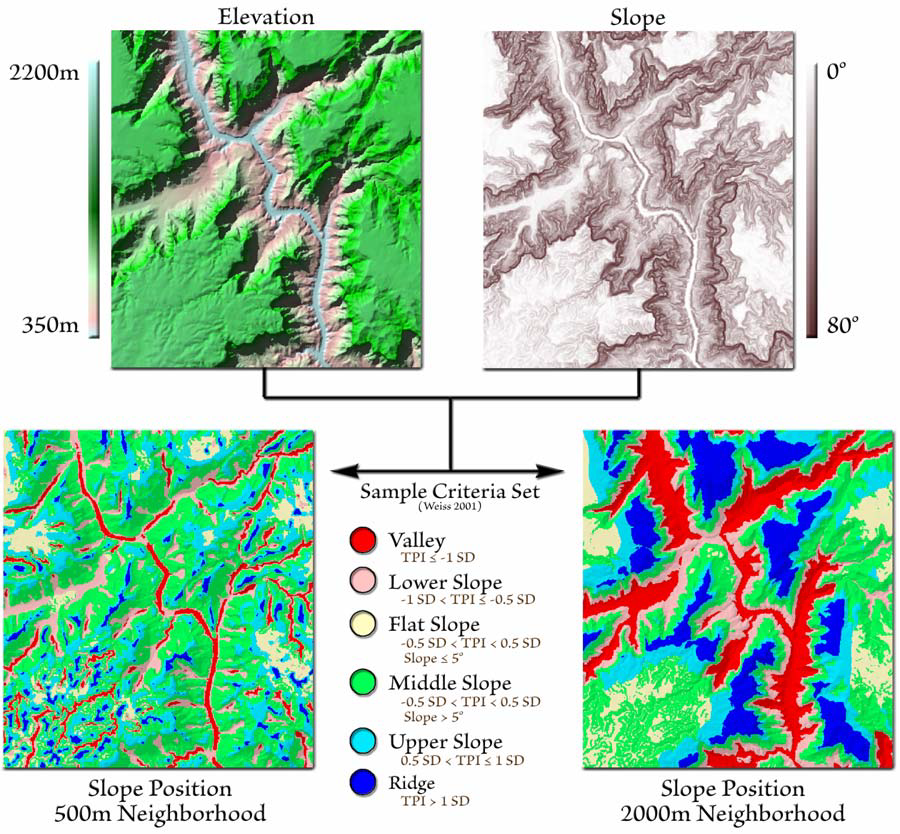 Elevation
Slope
2200m
350m
0°
80°
Sample Criteria Set
(Weiss 2001)
Valley
TPI ≤ -1 SD
Lower Slope
-1 SD < TPI ≤ -0.5 SD
Flat Slope
-0.5 SD < TPI < 0.5 SD
Slope ≤ 5°
Middle Slope
-0.5 SD < TPI < 0.5 SD
Slope > 5°
Upper Slope
0.5 SD < TPI ≤ 1 SD
Ridge
TPI > 1 SD
Slope Position
500m Neighborhood
Slope Position
2000m Neighborhood